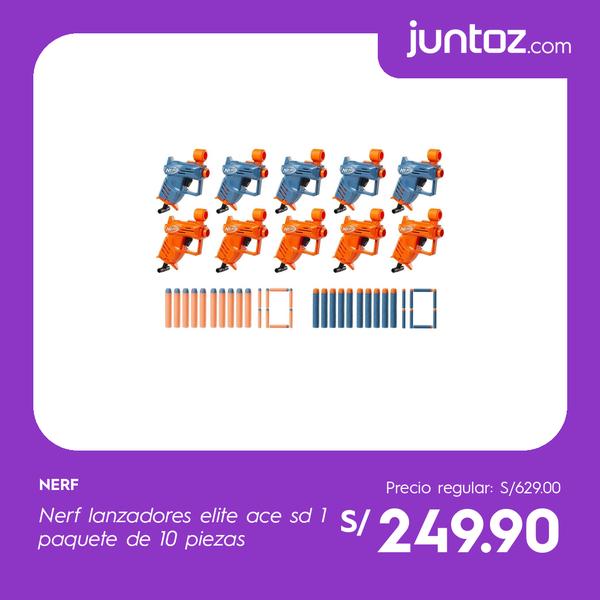 juntoz.com
NERF
Nerf lanzadores elite ace sd 1
paquete de 10 piezas
Precio regular: S/629.00
S/ 249.90